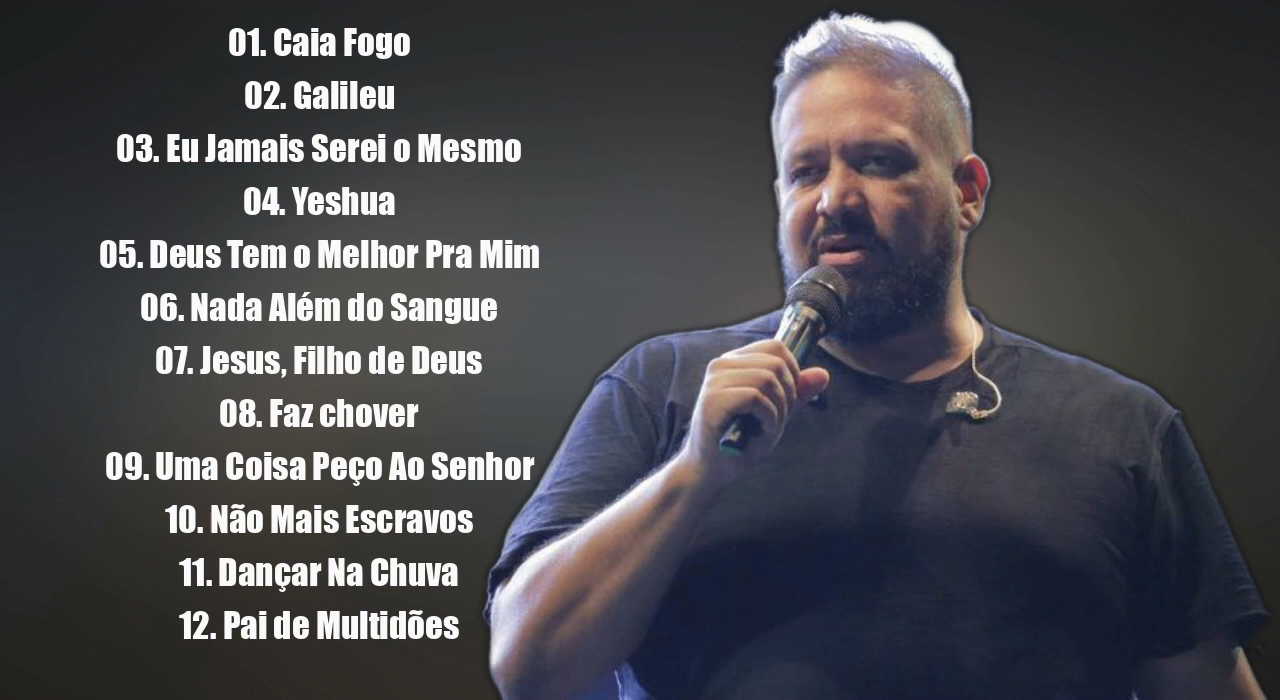 01. Caia Fogo
02. Galileu
03. Eu Jamais Serei o Mesmo
04. Yeshua
05. Deus Tem o Melhor Pra Mim
06. Nada Além do Sangue
07. Jesus, Filho de Deus
08. Faz chover
09. Uma Coisa Peço Ao Senhor
10. Não Mais Escravos
11. Dançar Na Chuva
12. Pai de Multidões